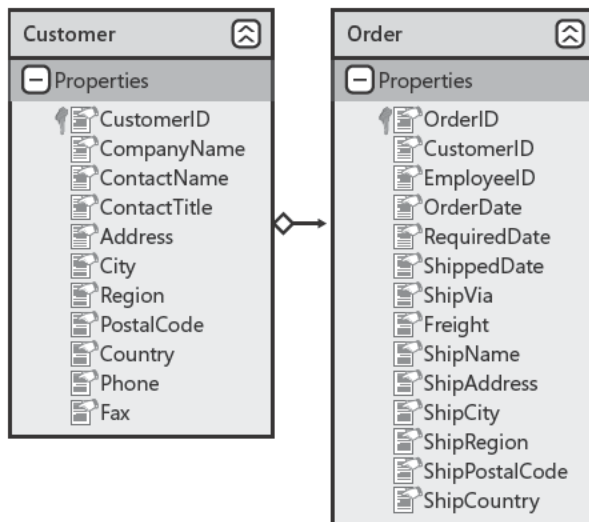 Customer
Properties
CustomerID
CompanyName
ContactName
ContactTitle
Address
City
Region
PostalCode
Country
Phone
Fax
Order
Properties
OrderID
CustomerID
EmployeeID
OrderDate
RequiredDate
ShippedDate
ShipVia
Freight
ShipName
ShipAddress
ShipCity
ShipRegion
ShipPostalCode
ShipCountry